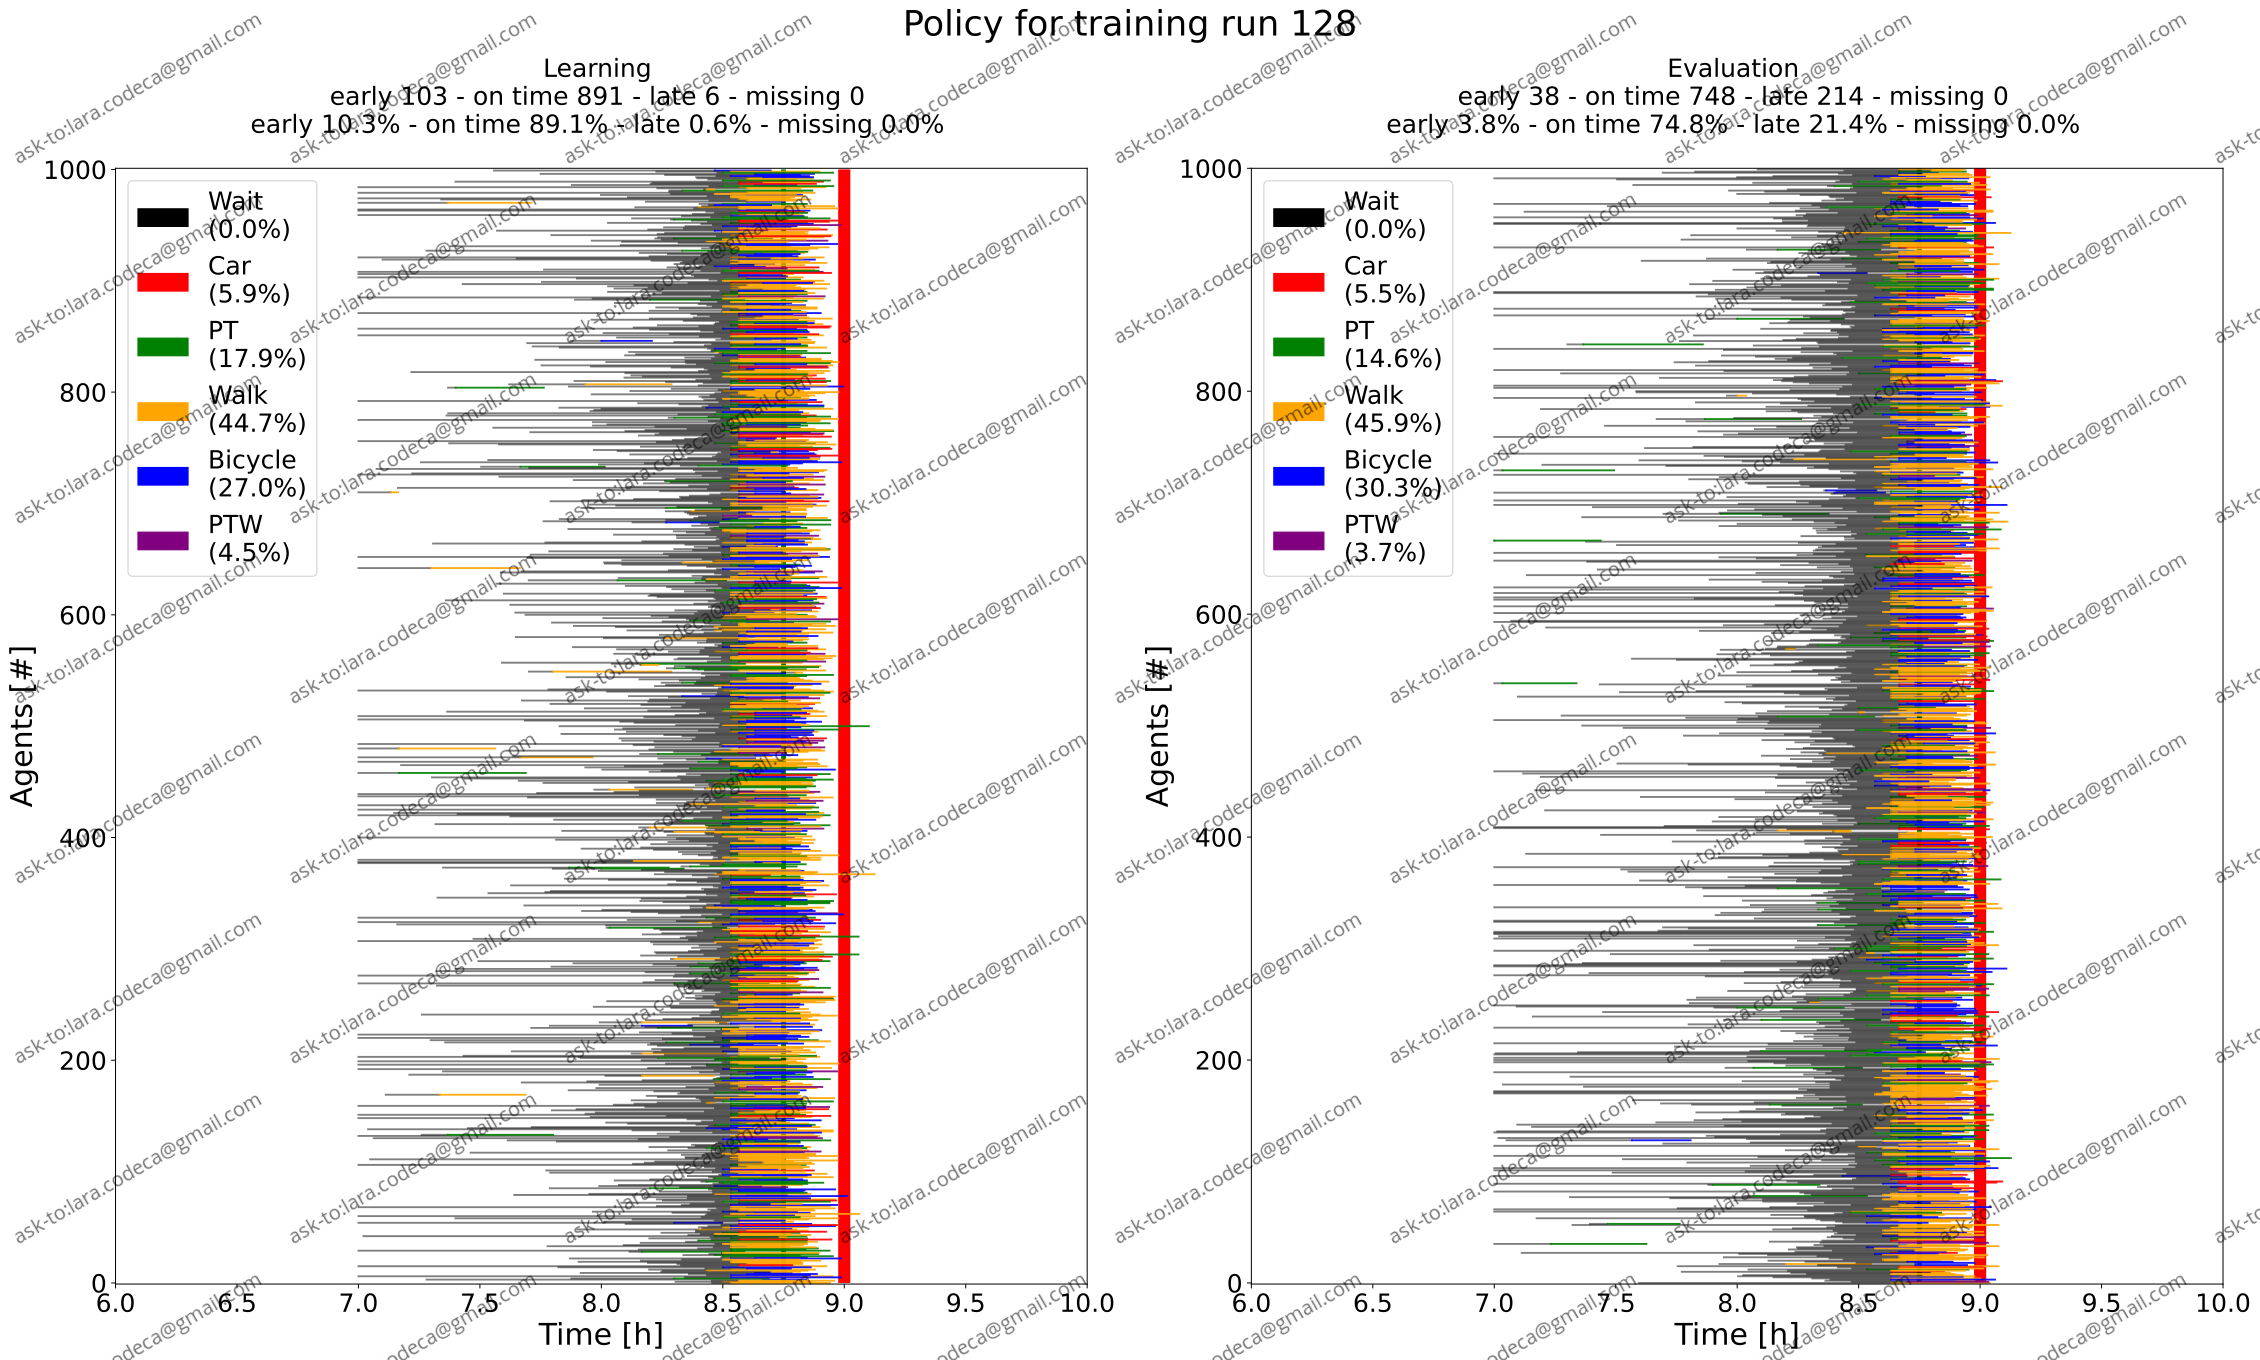 Policy for training run 128
Learning
early 103 - on time 891 - late 6 - missing 0
early 10.3% - on time 89.1% - late 0.6% - missing 0.0%
Evaluation
early 38 - on time 748 - late 214 - missing 0
early 3.8% - on time 74.8% - late 21.4% - missing 0.0%
Agents [#]
1000
800
600
400
200
0
Wait
(0.0%)
Car
(5.9%)
PT
(17.9%)
Walk
(44.7%)
Bicycle
(27.0%)
PTW
(4.5%)
6.0 6.5 7.0 7.5 8.0 8.5 9.0 9.5 10.0
Time [h]
Agents [#]
1000
800
600
400
200
0
Wait
(0.0%)
Car
(5.5%)
PT
(14.6%)
Walk
(45.9%)
Bicycle
(30.3%)
PTW
(3.7%)
6.0 6.5 7.0 7.5 8.0 8.5 9.0 9.5 10.0
Time [h]
ask-to:lara.codeca@gmail.com